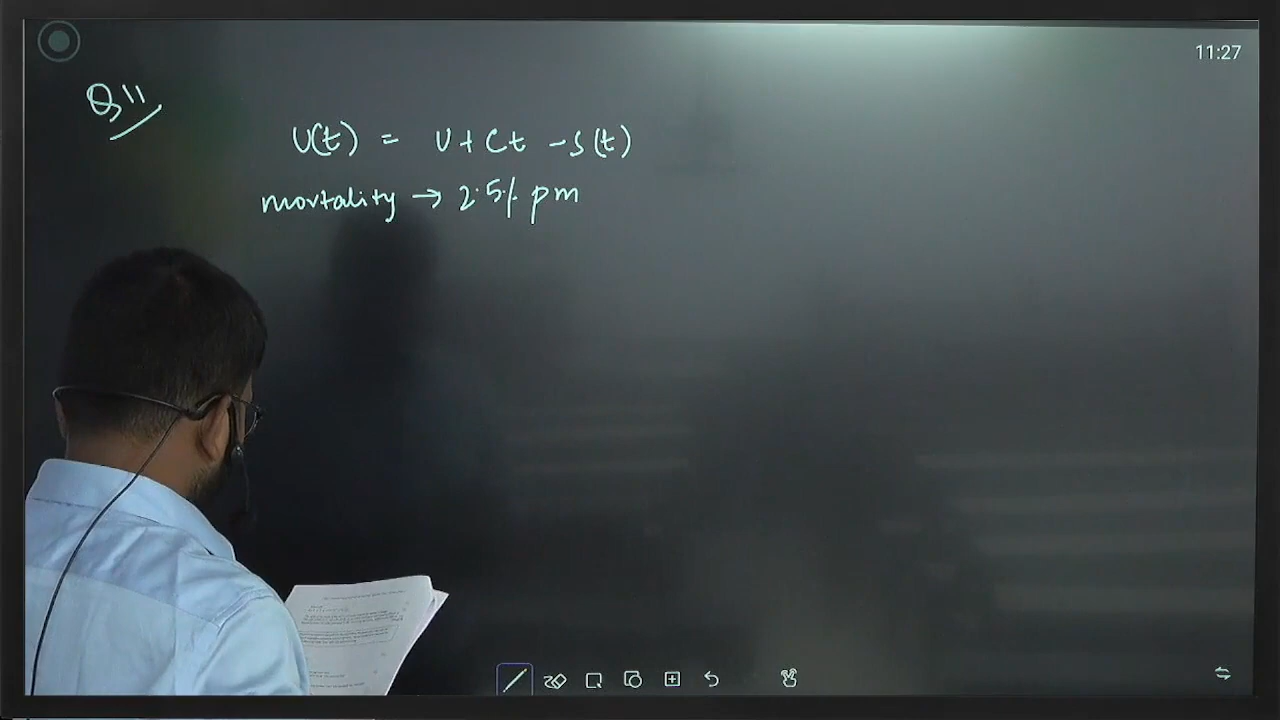 11:27
Q11
U(t) = U + Ct - S(t)
mortality → 2.5% pm